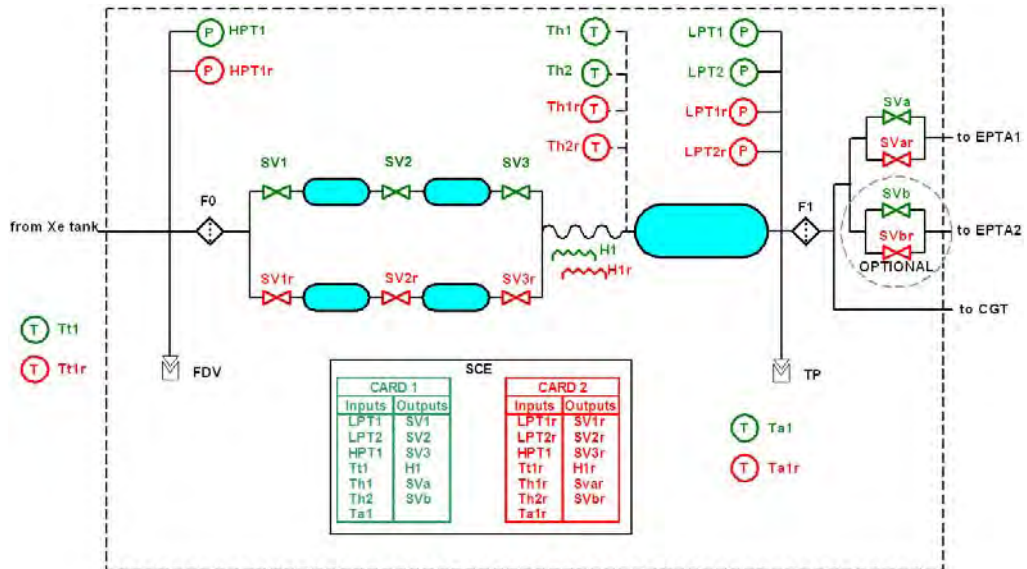 P HPT1
P HPT1r
Th1 T
Th2 T
Th1r T
Th2r T
LPT1 P
LPT2 P
LPT1r P
LPT2r P
SVa
SVar
to EPTA1
SV1
SV2
SV3
F0
from Xe tank
H1
H1r
F1
SVb
SVbr
to EPTA2
OPTIONAL
SV1r
SV2r
SV3r
to CGT
T Tt1
T Tt1r
FDV
TP
SCE
CARD 1
Inputs Outputs
LPT1 SV1
LPT2 SV2
HPT1 SV3
Tt1 H1
Th1 SVa
Th2 SVb
Ta1
CARD 2
Inputs Outputs
LPT1r SV1r
LPT2r SV2r
HPT1 SV3r
Tt1r H1r
Th1r Svar
Th2r SVbr
Ta1r
T Ta1
T Ta1r